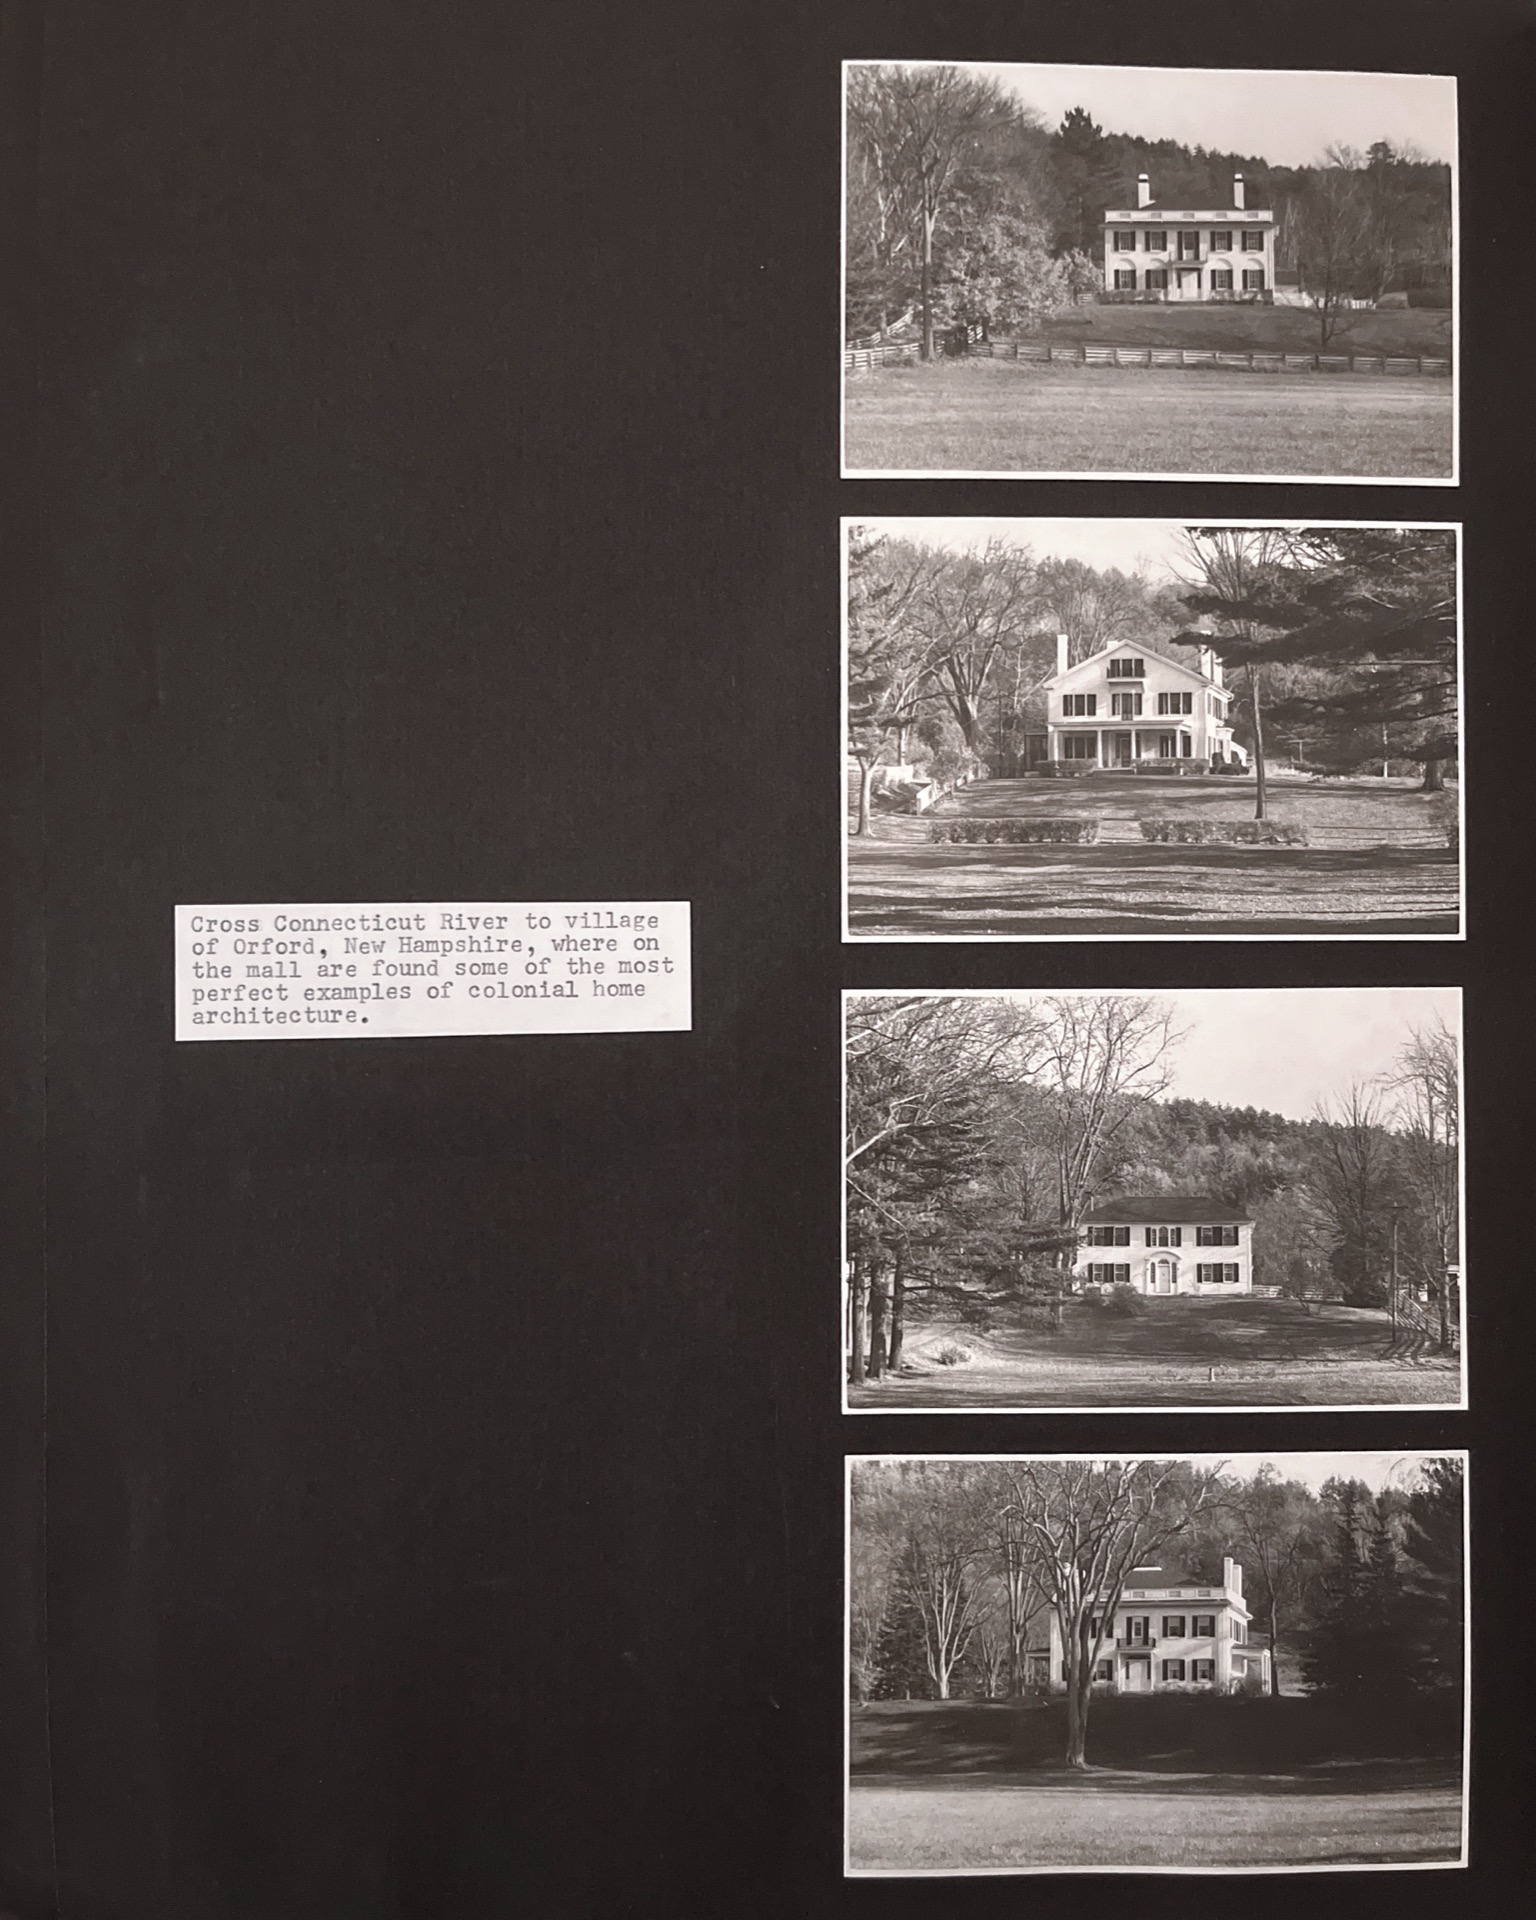 Cross Connecticut River to village
of Orford, New Hampshire, where on
the mall are found some of the most
perfect examples of colonial home
architecture.